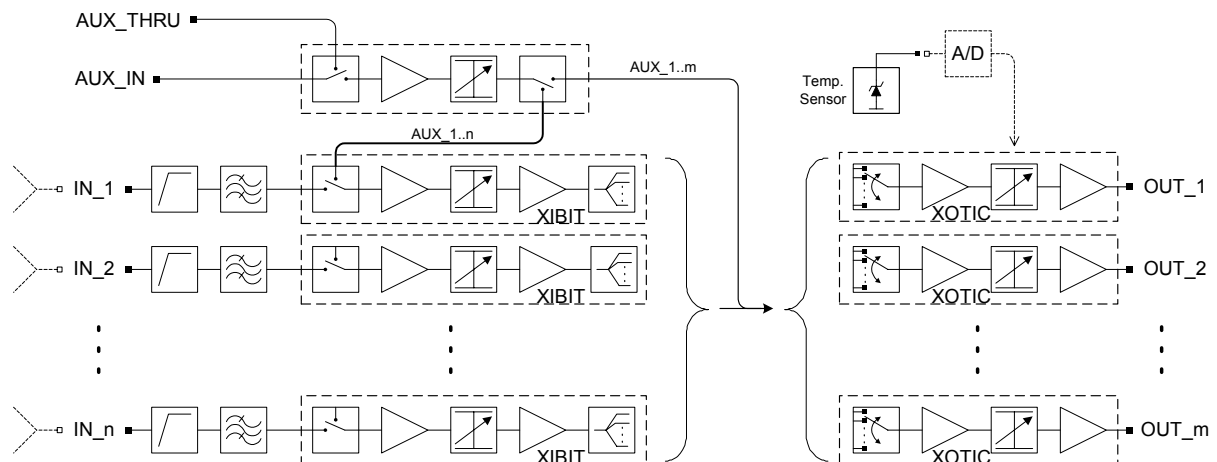 AUX_THRU
AUX_IN
AUX_1..m
A/D
Temp.
Sensor
AUX_1..n
IN_1
XIBIT
XOTIC
OUT_1
IN_2
XIBIT
XOTIC
OUT_2
IN_n
XIBIT
XOTIC
OUT_m